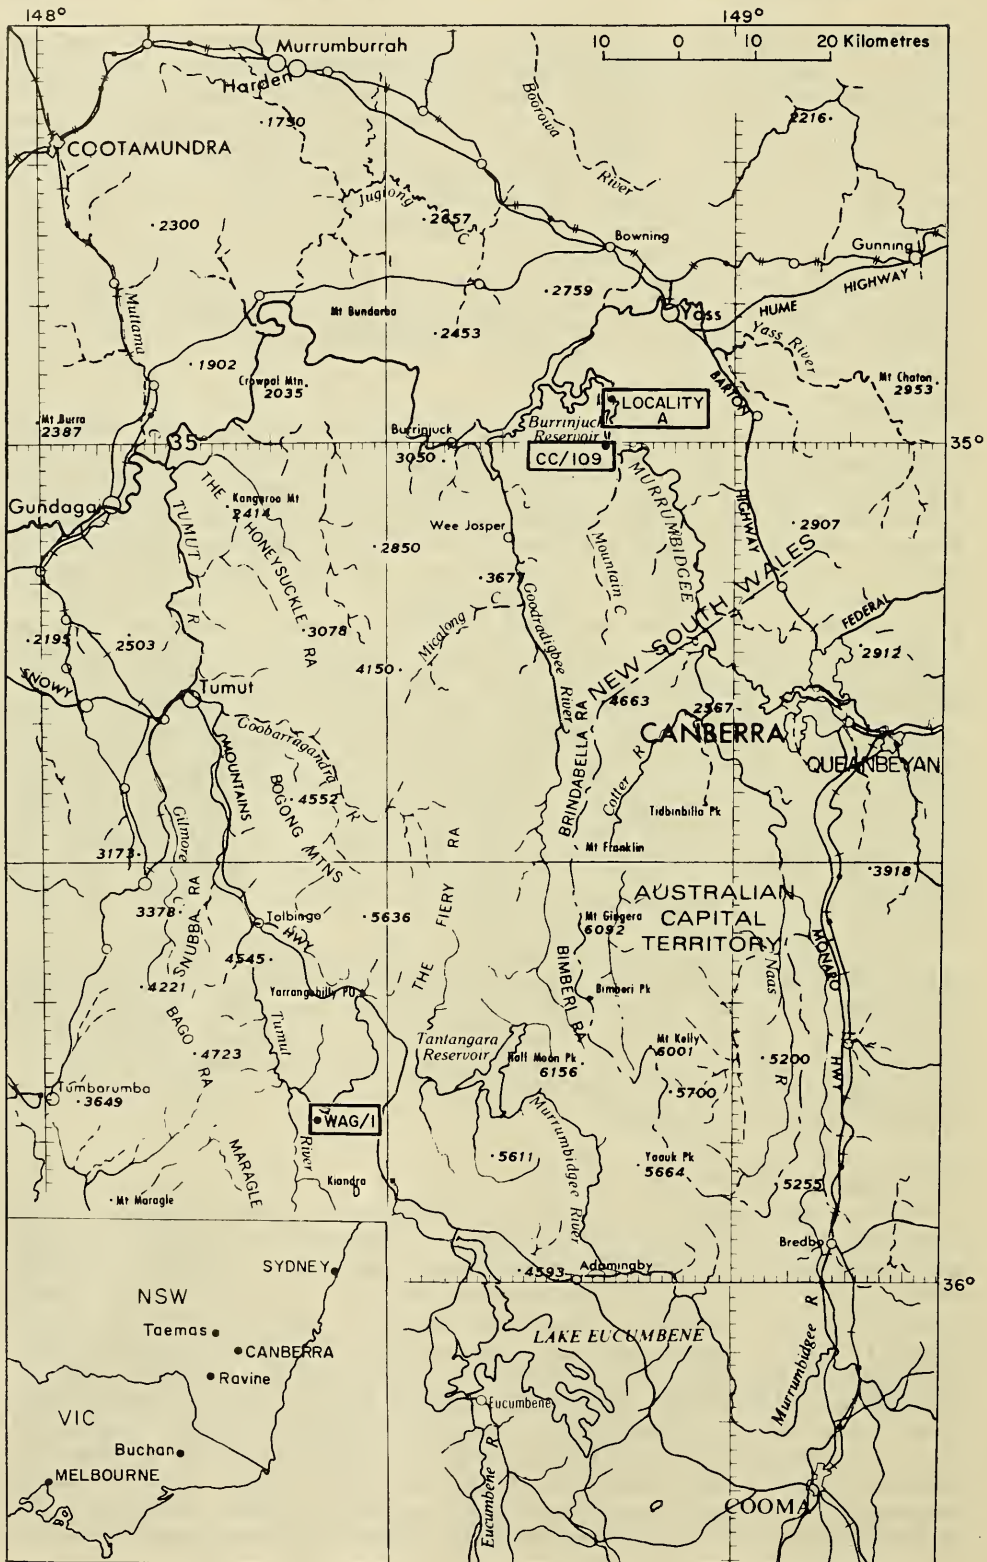 148° 149°
Murrumburrah
10 0 10 20 Kilometres
Harden
Boorowa
River
·1750
2216·
COOTAMUNDRA
Jugiong
C
·2657
·2300
Bowning
Gunning
HIGHWAY
HUME
·2759
Mt Bundarba
Yass
Muttama
C
·2453
Yass River
·1902
BARTON
Crowpal Mtn.
2035
Mt Chaton
2953·
LOCALITY
A
Mt Burra
2387
Burrinjuck
Burrinjuck
Reservoir
35
35°
3050·
CC/109
THE
HONEYSUCKLE
RA
Kangaroo Mt
2414
MURRUMBIDGEE
HIGHWAY
Gundagai
TUMUT
R
Wee Jasper
·2907
·2850
Mountain C
NEW SOUTH WALES
·3677
Goodradigbee
River
C
Micalong
FEDERAL
·3078
·2195
·2503
·2912
4150·
SNOWY
Tumut
·4663
2567·
CANBERRA
Goobarragandra
R
QUEANBEYAN
MOUNTAINS
BRINDABELLA RA
Cotter R
BOGONG
MTNS
·4552
Tidbinbilla Pk
Gilmore
C
RA
3173·
Mt Franklin
·3918
AUSTRALIAN
CAPITAL
TERRITORY
3378·
SNUBBA RA
THE FIERY
Talbingo
HWY
·5636
Mt Gingera
6092
MONARO
Naas
R
4545·
BIMBERI RA
·4221
Yarrangobilly PO
Bimberi Pk
BAGO
RA
Tumut
Tantangara
Reservoir
Mt Kelly
6001
·4723
Half Moon Pk
6156
·5200
HWY
Tumbarumba
·3649
·5700
WAG/1
Murrumbidgee
River
River
MARAGLE
·5611
Yaouk Pk
·5664
Kiandra
·5255
·Mt Maragle
Bredbo
·4593
Adaminaby
36°
SYDNEY
NSW
Taemas
CANBERRA
Ravine
LAKE EUCUMBENE
Murrumbidgee R
VIC
Eucumbene
Buchan
MELBOURNE
Eucumbene R
COOMA